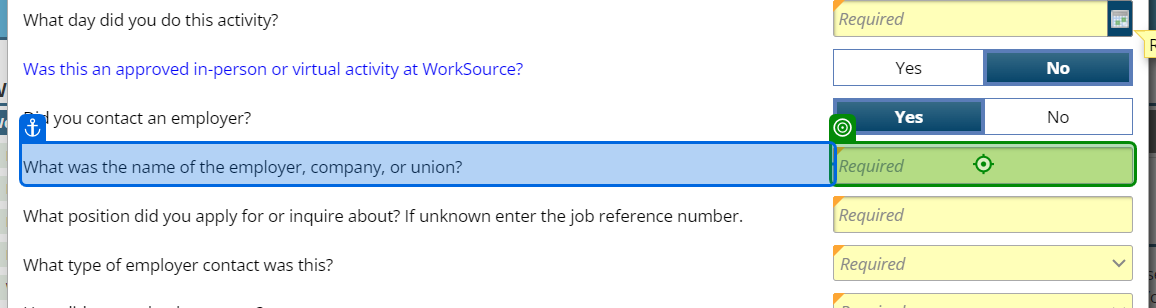 What day did you do this activity?
Required
Was this an approved in-person or virtual activity at WorkSource?
Yes
No
Did you contact an employer?
Yes
No
What was the name of the employer, company, or union?
Required
What position did you apply for or inquire about? If unknown enter the job reference number.
Required
What type of employer contact was this?
Required